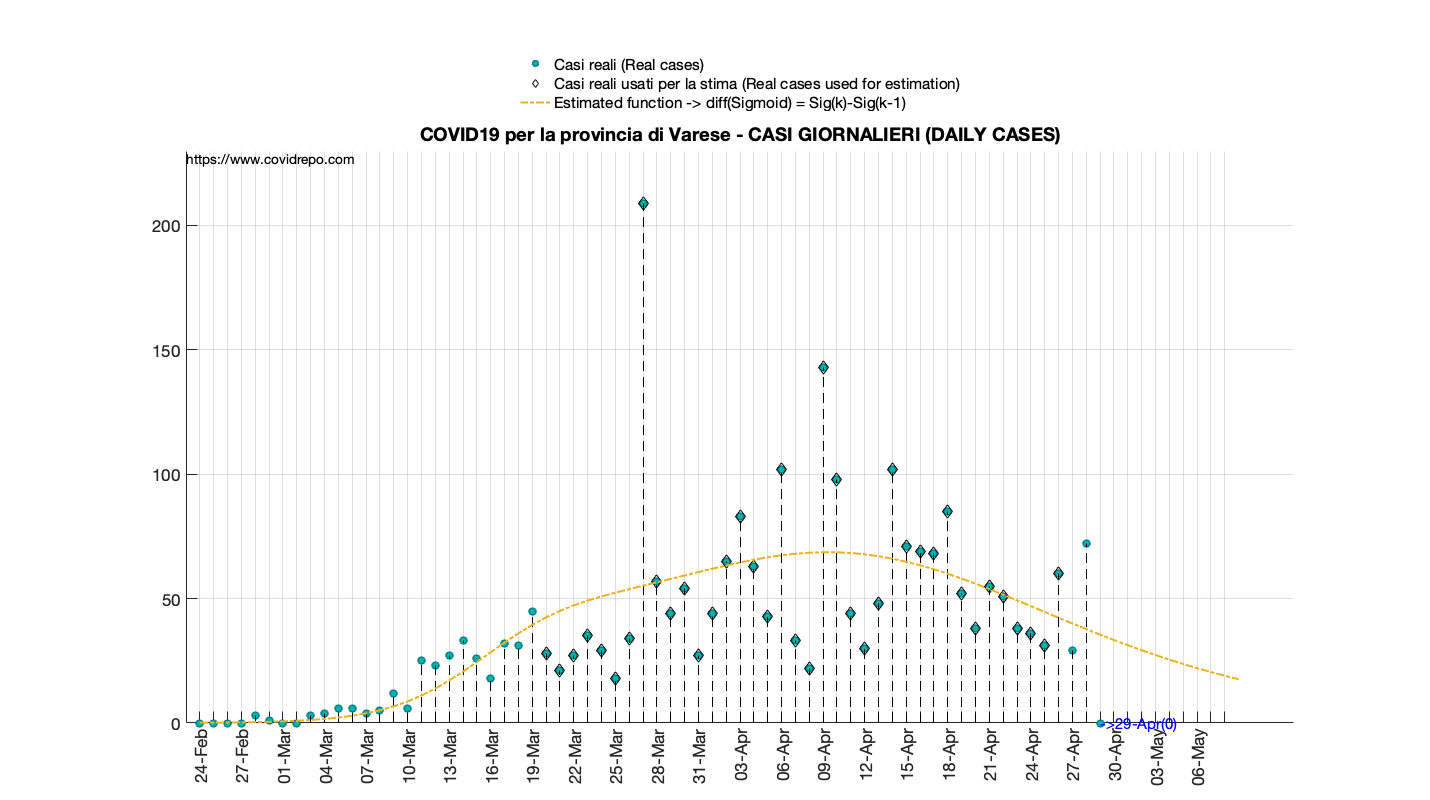 Casi reali (Real cases)
Casi reali usati per la stima (Real cases used for estimation)
Estimated function -> diff(Sigmoid) = Sig(k)-Sig(k-1)
COVID19 per la provincia di Varese - CASI GIORNALIERI (DAILY CASES)
https://www.covidrepo.com
200
150
100
50
0
->29-Apr(0)
24-Feb
27-Feb
01-Mar
04-Mar
07-Mar
10-Mar
13-Mar
16-Mar
19-Mar
22-Mar
25-Mar
28-Mar
31-Mar
03-Apr
06-Apr
09-Apr
12-Apr
15-Apr
18-Apr
21-Apr
24-Apr
27-Apr
30-Apr
03-May
06-May